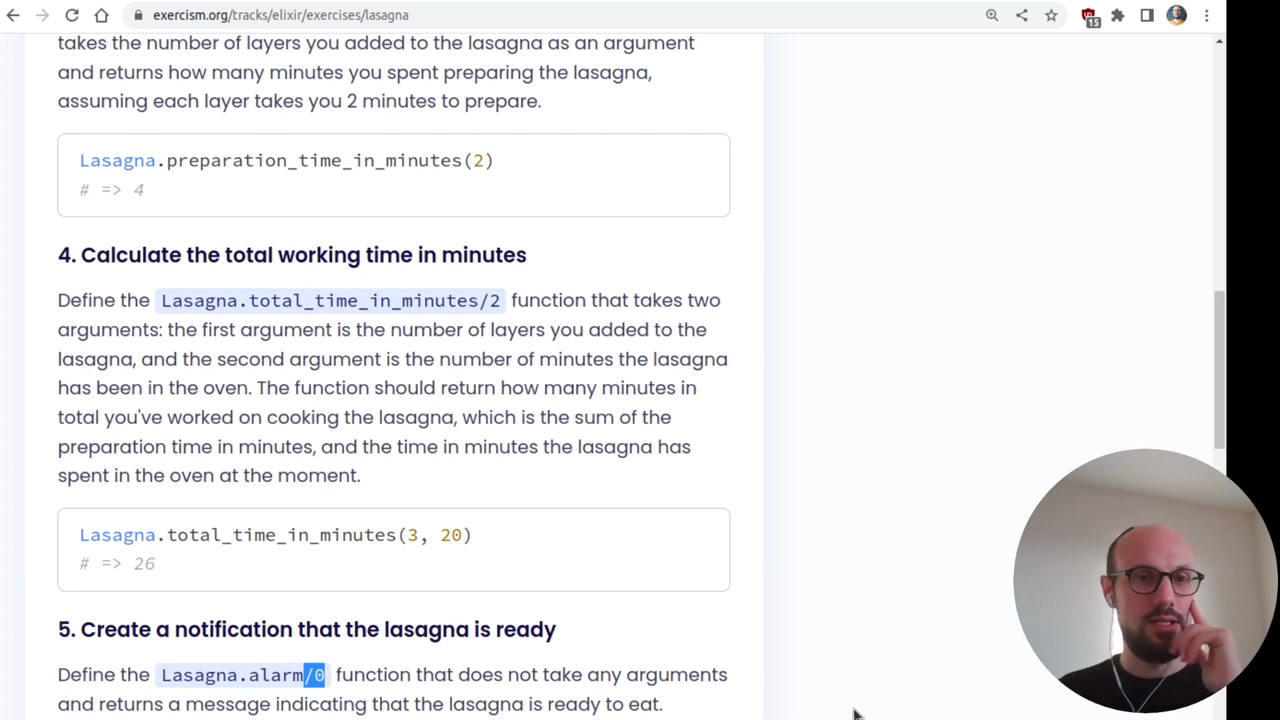 exercism.org/tracks/elixir/exercises/lasagna
15
takes the number of layers you added to the lasagna as an argument
and returns how many minutes you spent preparing the lasagna,
assuming each layer takes you 2 minutes to prepare.
Lasagna.preparation_time_in_minutes(2)
# => 4
4. Calculate the total working time in minutes
Define the Lasagna.total_time_in_minutes/2 function that takes two
arguments: the first argument is the number of layers you added to the
lasagna, and the second argument is the number of minutes the lasagna
has been in the oven. The function should return how many minutes in
total you've worked on cooking the lasagna, which is the sum of the
preparation time in minutes, and the time in minutes the lasagna has
spent in the oven at the moment.
Lasagna.total_time_in_minutes(3, 20)
# => 26
5. Create a notification that the lasagna is ready
Define the Lasagna.alarm/0 function that does not take any arguments
and returns a message indicating that the lasagna is ready to eat.